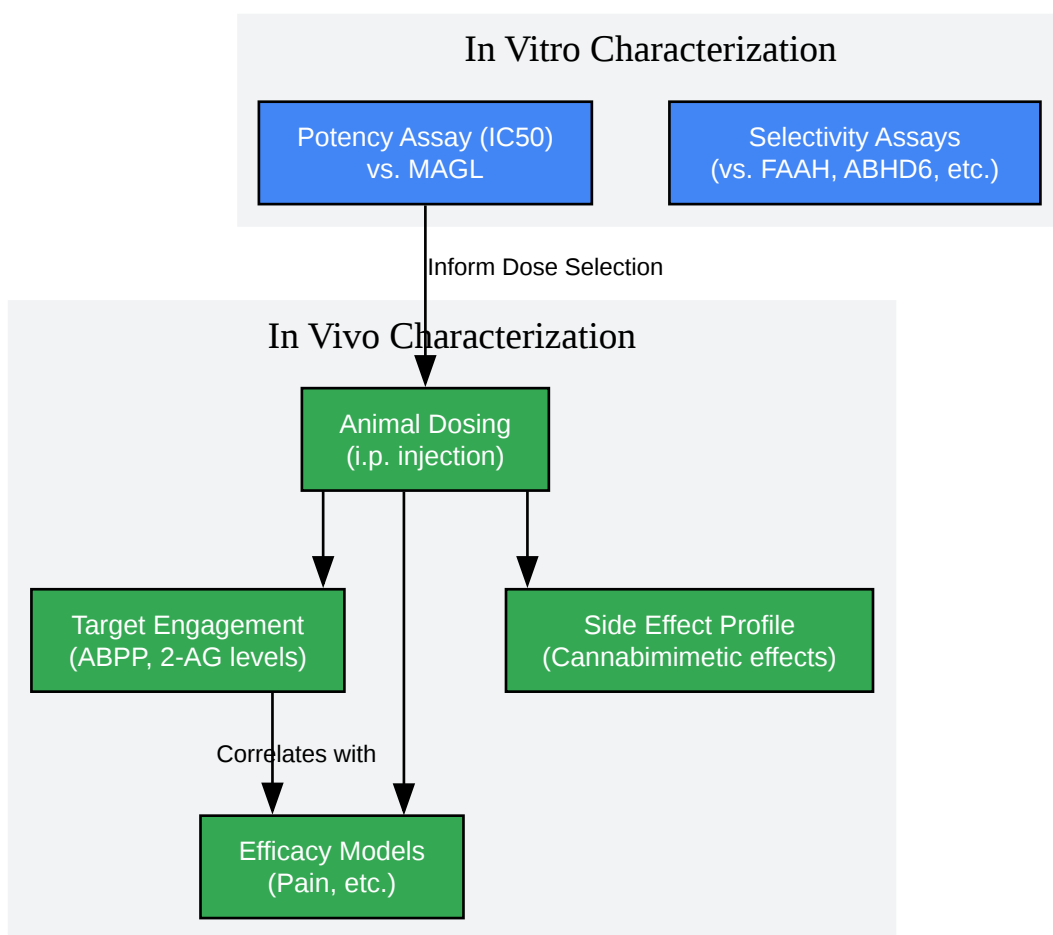 In Vitro Characterization
Potency Assay (IC50)
vs. MAGL
Selectivity Assays
(vs. FAAH, ABHD6, etc.)
Inform Dose Selection
In Vivo Characterization
Animal Dosing
(i.p. injection)
Target Engagement
(ABPP, 2-AG levels)
Side Effect Profile
(Cannabimimetic effects)
Correlates with
Efficacy Models
(Pain, etc.)